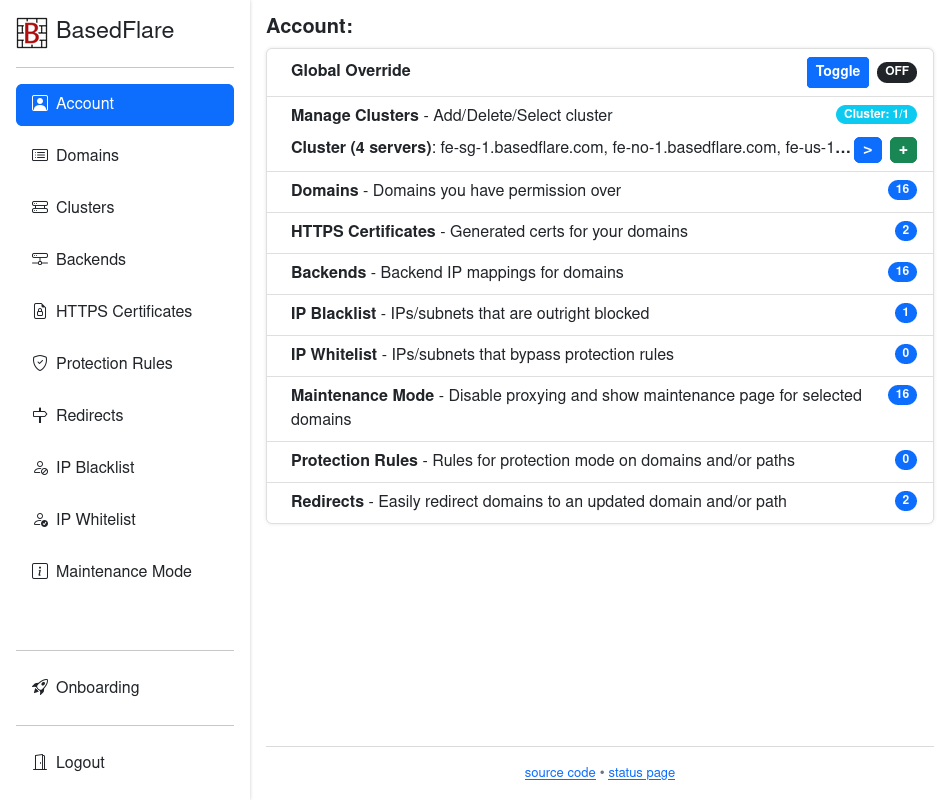 BasedFlare
Account
Domains
Clusters
Backends
HTTPS Certificates
Protection Rules
Redirects
IP Blacklist
IP Whitelist
Maintenance Mode
Onboarding
Logout
Account:
Global Override Toggle OFF
Manage Clusters - Add/Delete/Select cluster Cluster: 1/1
Cluster (4 servers): fe-sg-1.basedflare.com, fe-no-1.basedflare.com, fe-us-1... > +
Domains - Domains you have permission over 16
HTTPS Certificates - Generated certs for your domains 2
Backends - Backend IP mappings for domains 16
IP Blacklist - IPs/subnets that are outright blocked 1
IP Whitelist - IPs/subnets that bypass protection rules 0
Maintenance Mode - Disable proxying and show maintenance page for selected 16
domains
Protection Rules - Rules for protection mode on domains and/or paths 0
Redirects - Easily redirect domains to an updated domain and/or path 2
source code • status page